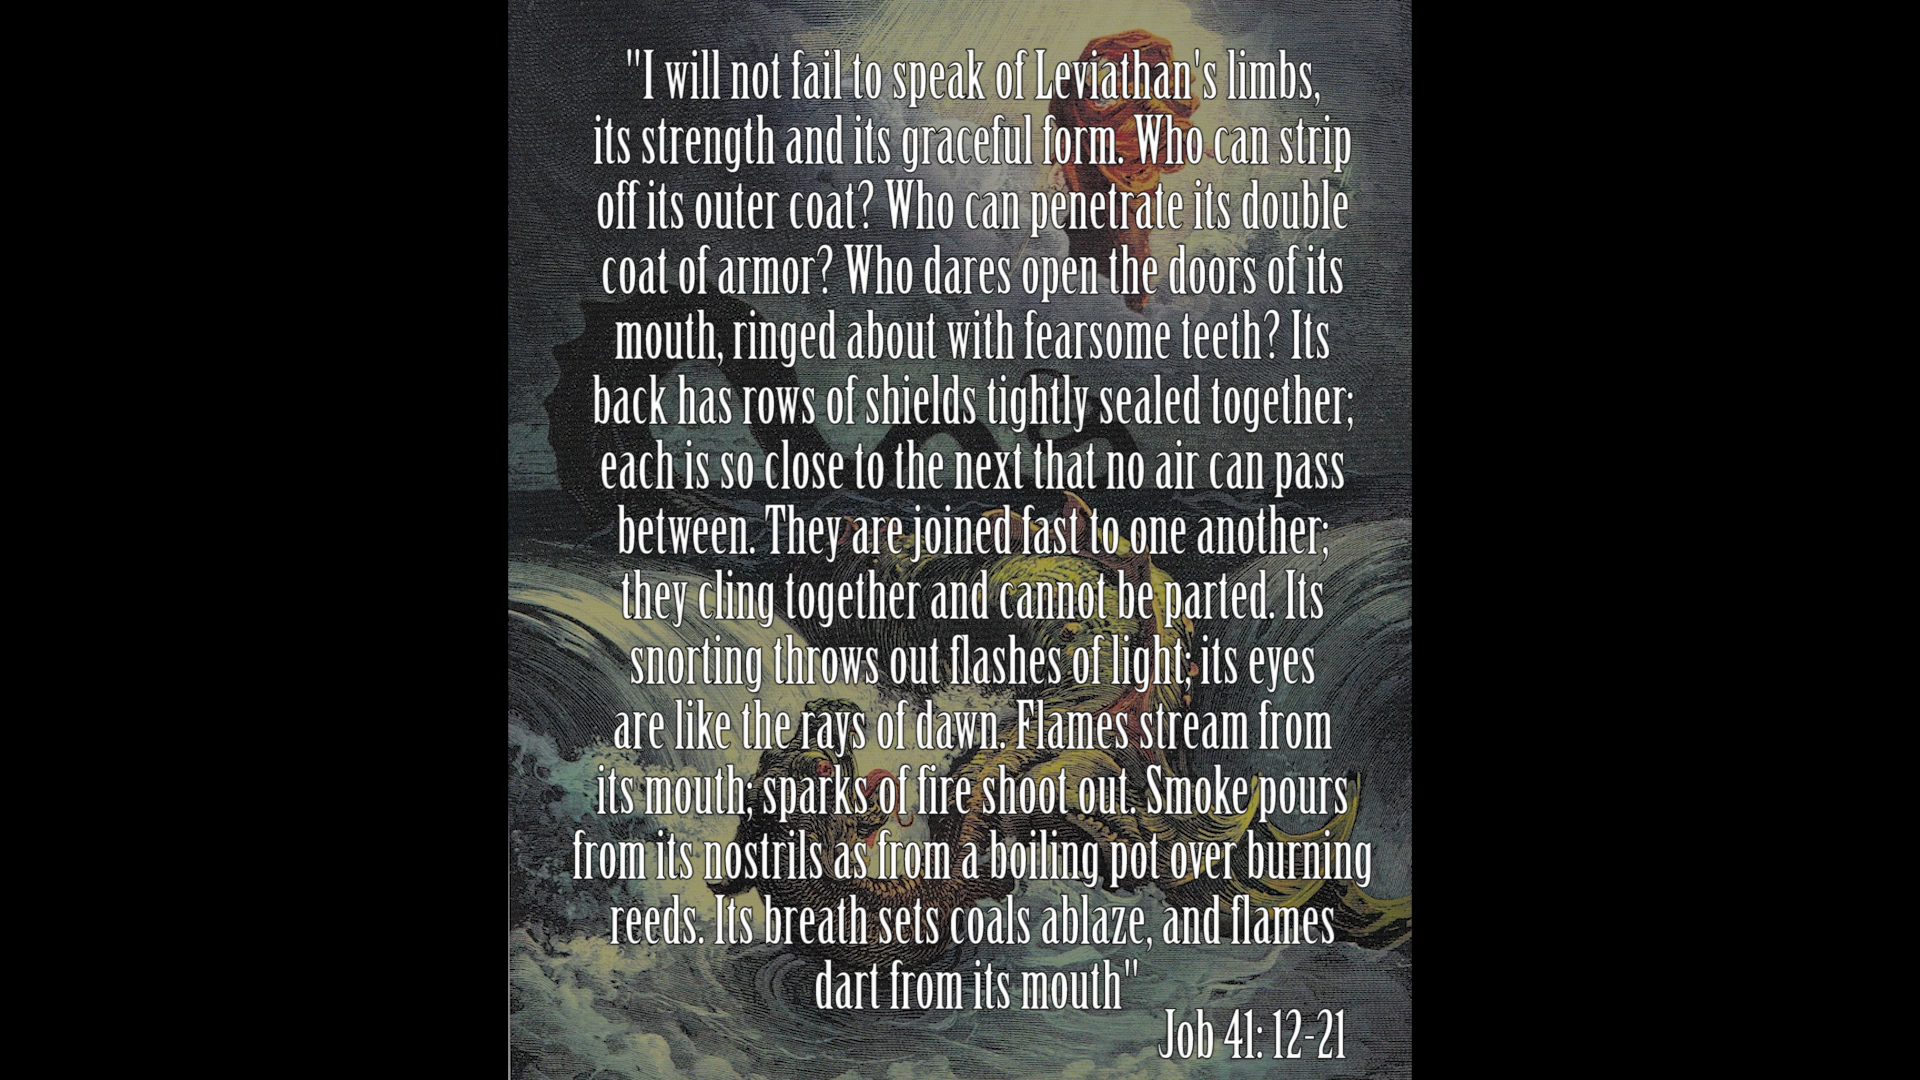 "I will not fail to speak of Leviathan's limbs,
its strength and its graceful form. Who can strip
off its outer coat? Who can penetrate its double
coat of armor? Who dares open the doors of its
mouth, ringed about with fearsome teeth? Its
back has rows of shields tightly sealed together;
each is so close to the next that no air can pass
between. They are joined fast to one another;
they cling together and cannot be parted. Its
snorting throws out flashes of light; its eyes
are like the rays of dawn. Flames stream from
its mouth; sparks of fire shoot out. Smoke pours
from its nostrils as from a boiling pot over burning
reeds. Its breath sets coals ablaze, and flames
dart from its mouth"
Job 41: 12-21